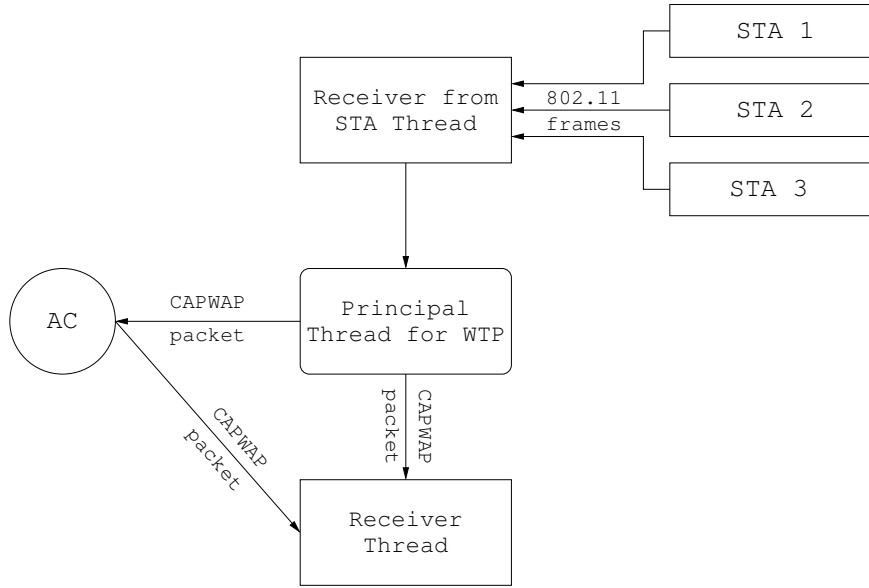 STA 1
Receiver from
STA Thread
802.11
frames
STA 2
STA 3
AC
CAPWAP
packet
Principal
Thread for WTP
CAPWAP
packet
CAPWAP
packet
Receiver
Thread